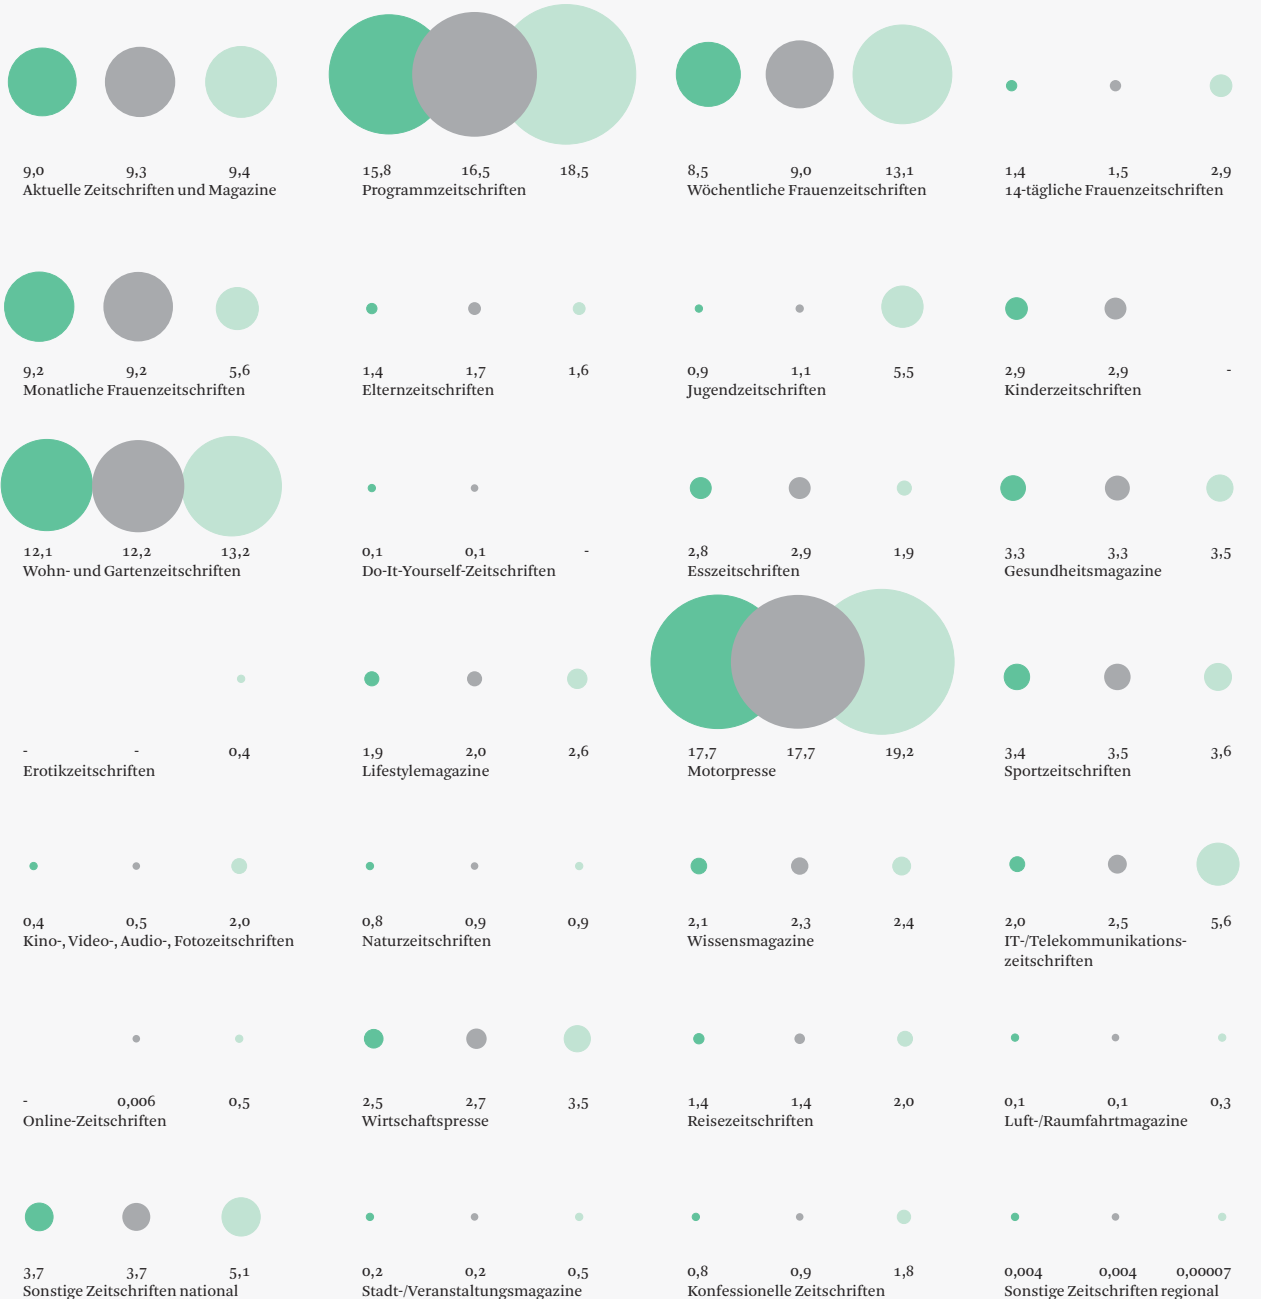 9,0 9,3 9,4
Aktuelle Zeitschriften und Magazine
15,8 16,5 18,5
Programmzeitschriften
8,5 9,0 13,1
Wöchentliche Frauenzeitschriften
1,4 1,5 2,9
14-tägliche Frauenzeitschriften
9,2 9,2 5,6
Monatliche Frauenzeitschriften
1,4 1,7 1,6
Elternzeitschriften
0,9 1,1 5,5
Jugendzeitschriften
2,9 2,9 -
Kinderzeitschriften
12,1 12,2 13,2
Wohn- und Gartenzeitschriften
0,1 0,1 -
Do-It-Yourself-Zeitschriften
2,8 2,9 1,9
Esszeitschriften
3,3 3,3 3,5
Gesundheitsmagazine
- - 0,4
Erotikzeitschriften
1,9 2,0 2,6
Lifestylemagazine
17,7 17,7 19,2
Motorpresse
3,4 3,5 3,6
Sportzeitschriften
0,4 0,5 2,0
Kino-, Video-, Audio-, Fotozeitschriften
0,8 0,9 0,9
Naturzeitschriften
2,1 2,3 2,4
Wissensmagazine
2,0 2,5 5,6
IT-/Telekommunikations-
zeitschriften
- 0,006 0,5
Online-Zeitschriften
2,5 2,7 3,5
Wirtschaftspresse
1,4 1,4 2,0
Reisezeitschriften
0,1 0,1 0,3
Luft-/Raumfahrtmagazine
3,7 3,7 5,1
Sonstige Zeitschriften national
0,2 0,2 0,5
Stadt-/Veranstaltungsmagazine
0,8 0,9 1,8
Konfessionelle Zeitschriften
0,004 0,004 0,00007
Sonstige Zeitschriften regional